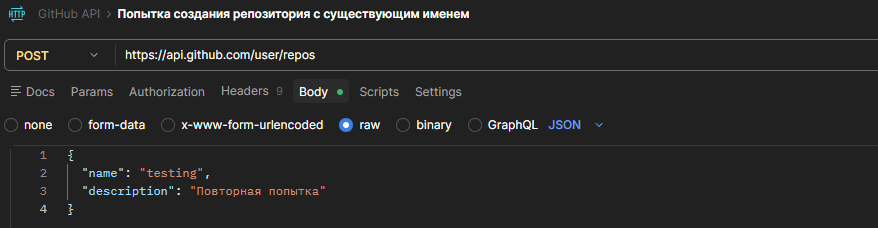 HTTP GitHub API > Попытка создания репозитория с существующим именем
POST https://api.github.com/user/repos
Docs Params Authorization Headers 9 Body Scripts Settings
none form-data x-www-form-urlencoded raw binary GraphQL JSON
1 {
2 "name": "testing",
3 "description": "Повторная попытка"
4 }